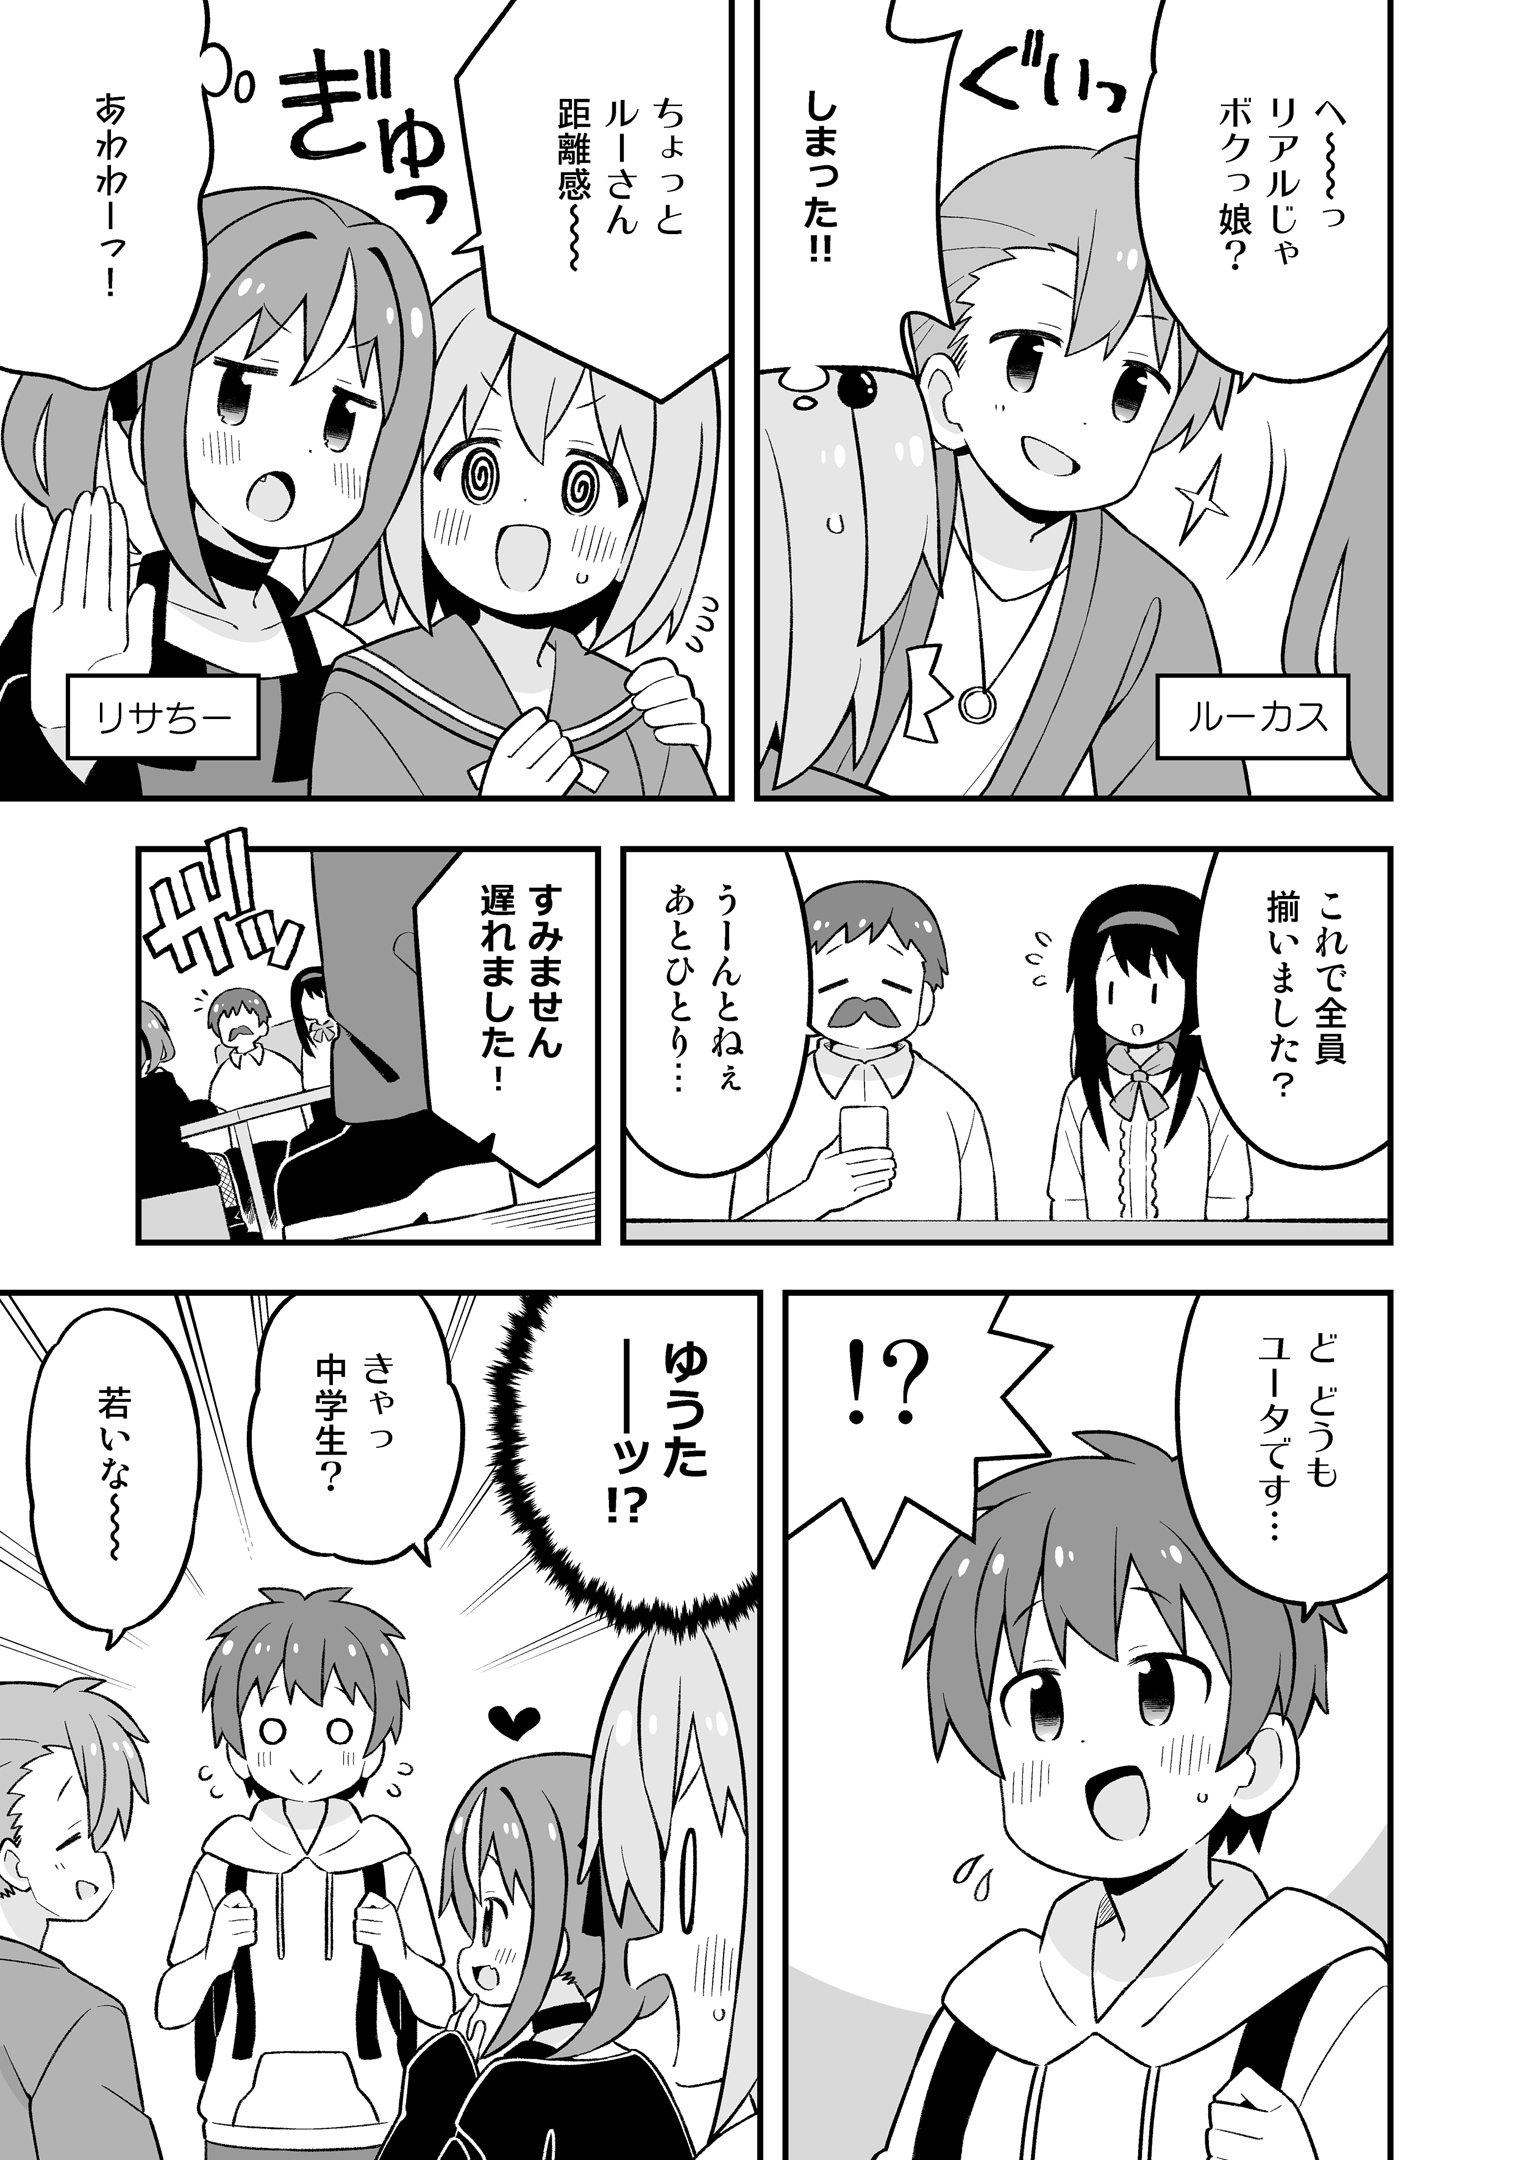 へ〜〜〜っ
リアルじゃ
ボクっ娘?
ぐいっ
しまった!!
ルーカス
ちょっと
ルーさん
距離感〜〜〜
ぎゅっ
あわわーっ!
リサちー
これで全員
揃いました?
うーんとねぇ
あとひとり…
すみません
遅れました!
ガタッ
ど どうも
ユータです…
!?
ゆうた
――ッ!?
きゃっ
中学生?
若いな〜〜〜